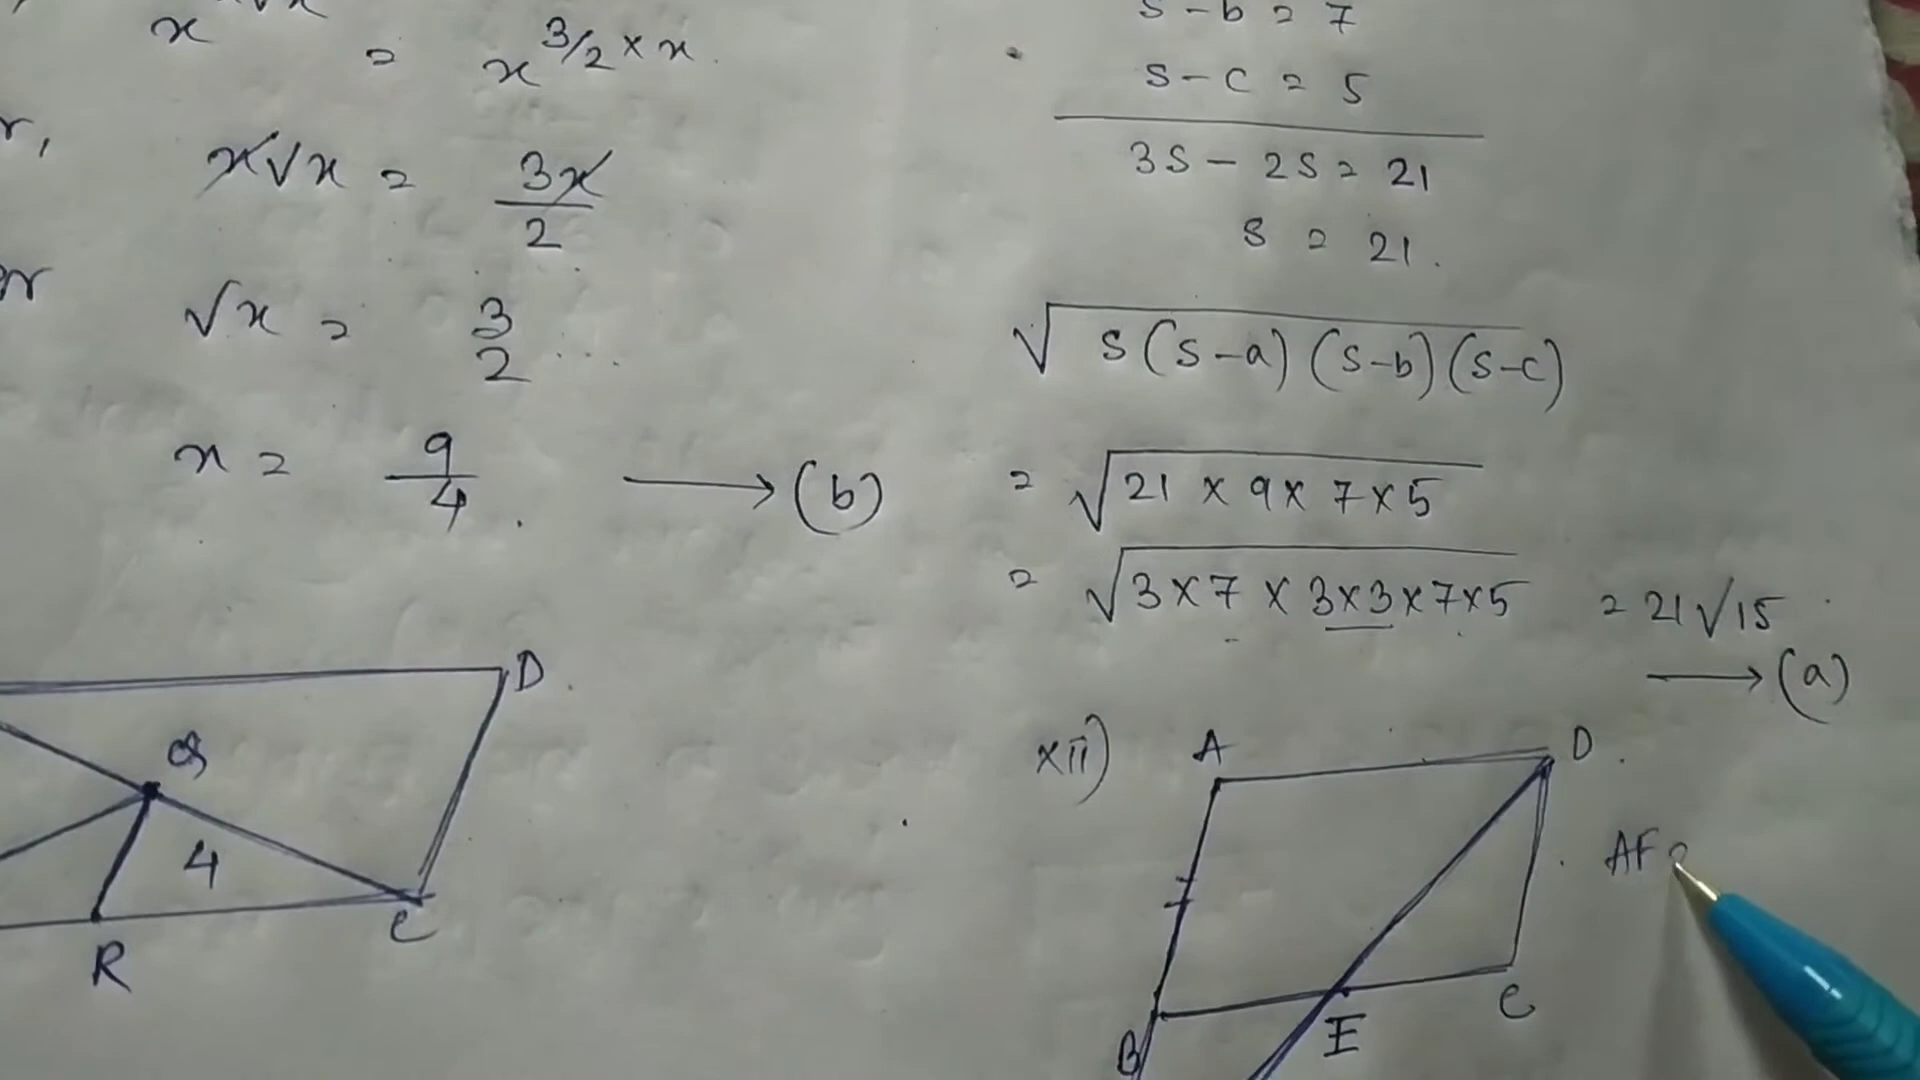 x = x^3/2 × x.
r,
x√x = 3x/2
or
√x = 3/2
x = 9/4 . → (b)
D
Q
4
C
R
S - b = 7
S - c = 5
3S - 2S = 21
S = 21.
√S(S-a)(S-b)(S-c)
= √21 × 9 × 7 × 5
= √3×7 × 3×3×7×5 = 21√15
→ (a)
xii) A D
AF
B E C